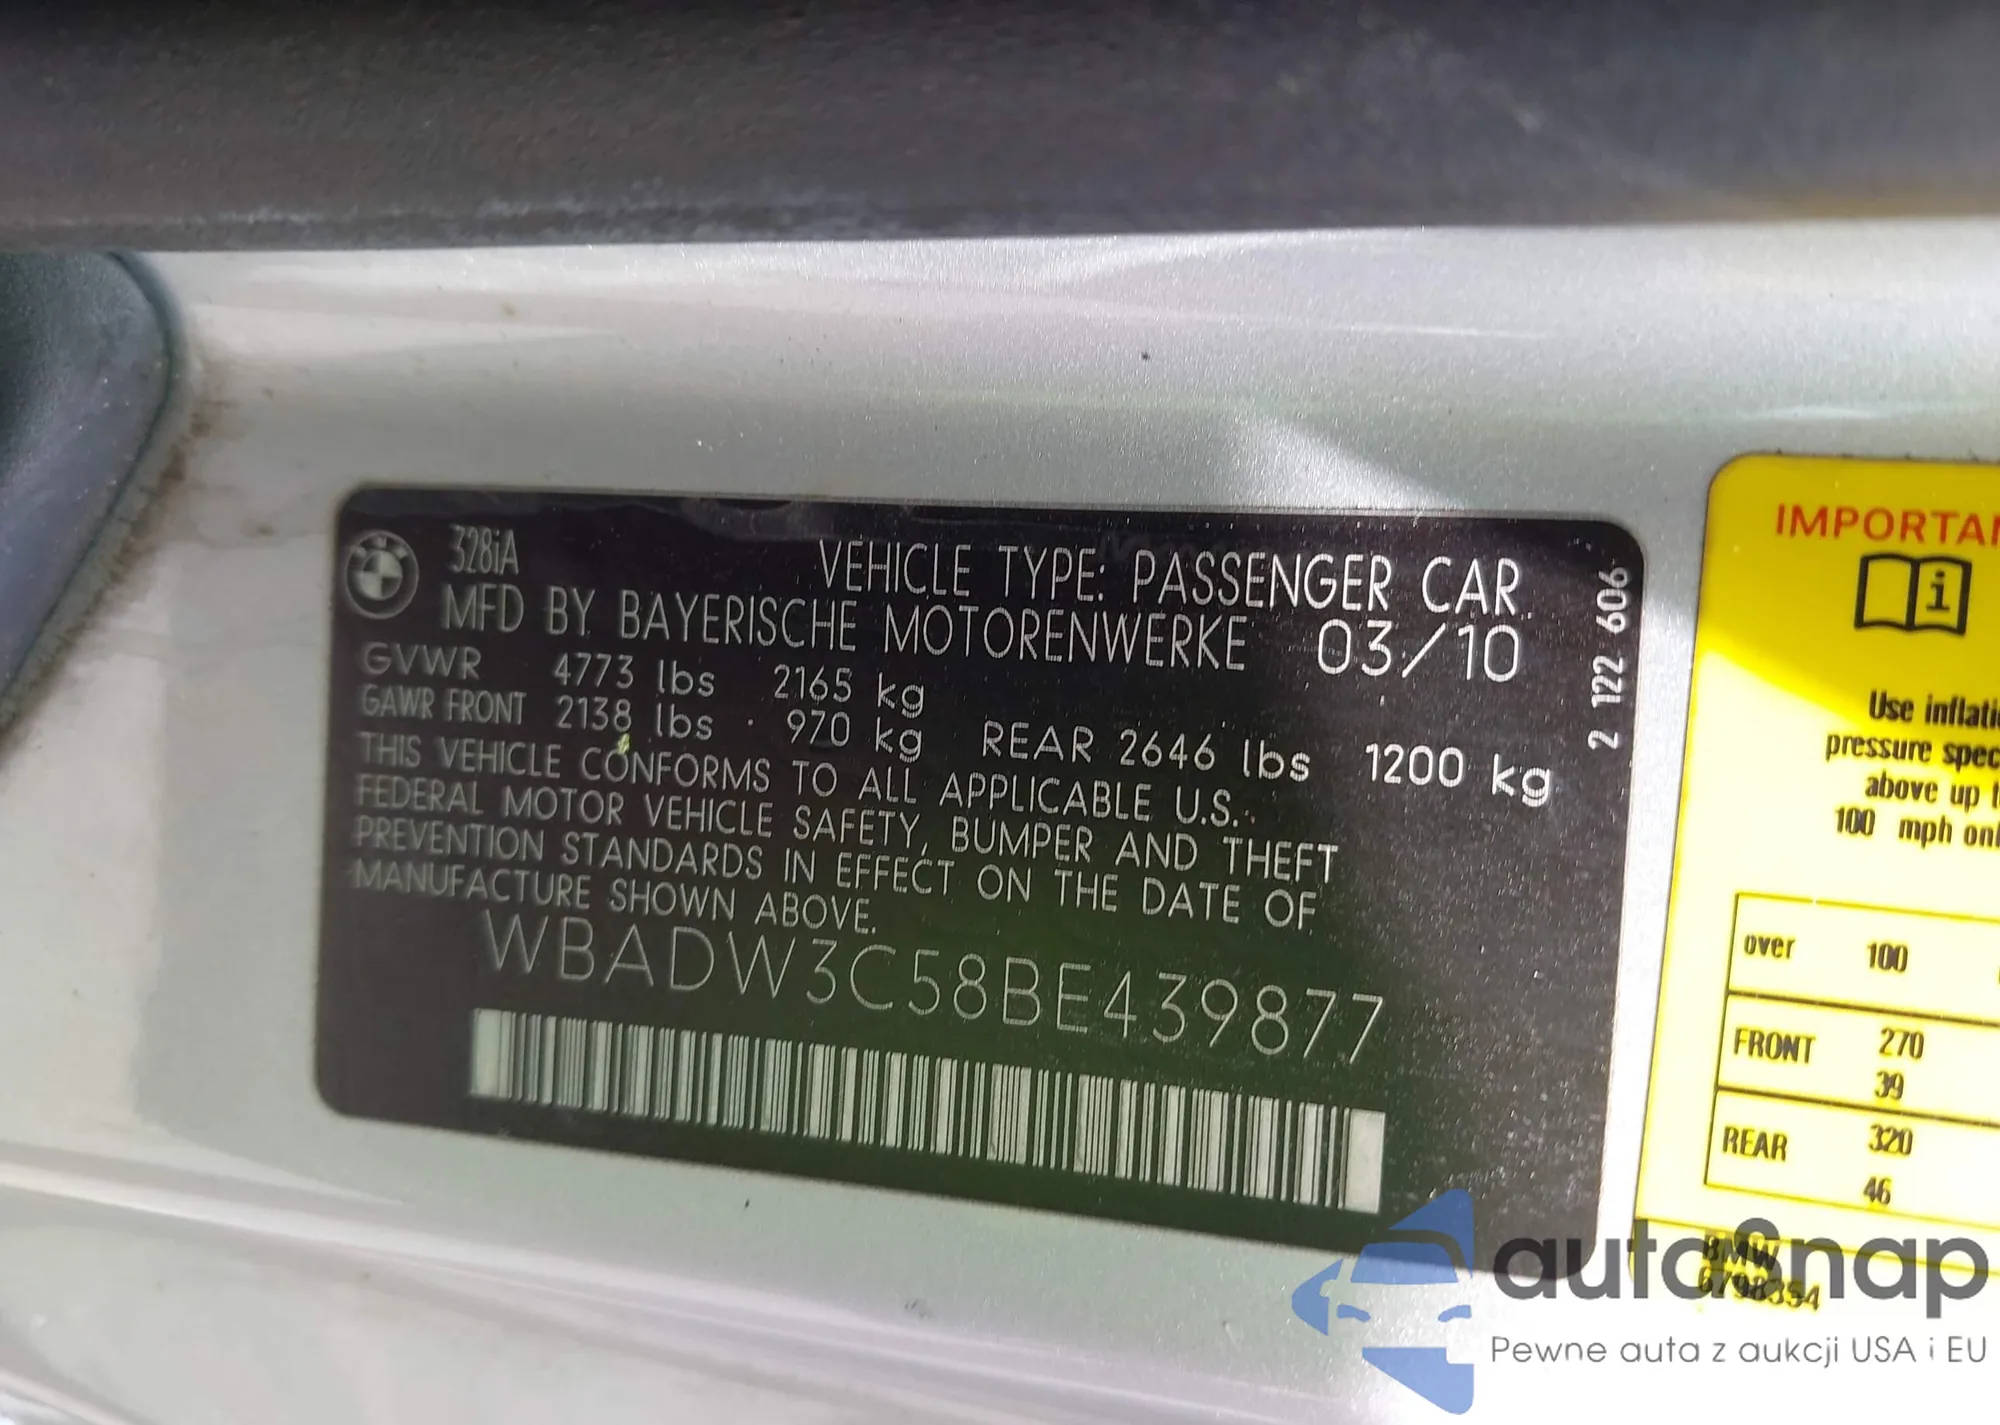 328iA
VEHICLE TYPE: PASSENGER CAR
MFD BY BAYERISCHE MOTORENWERKE 03/10
GVWR 4773 lbs 2165 kg
GAWR FRONT 2138 lbs 970 kg REAR 2646 lbs 1200 kg
THIS VEHICLE CONFORMS TO ALL APPLICABLE U.S.
FEDERAL MOTOR VEHICLE SAFETY, BUMPER AND THEFT
PREVENTION STANDARDS IN EFFECT ON THE DATE OF
MANUFACTURE SHOWN ABOVE.
WBADW3C58BE439877
2 122 606
IMPORTAN
i
Use inflati
pressure spec
above up t
100 mph onl
over 100
FRONT 270
39
REAR 320
46
BMW
6798354
autosnap
Pewne auta z aukcji USA i EU